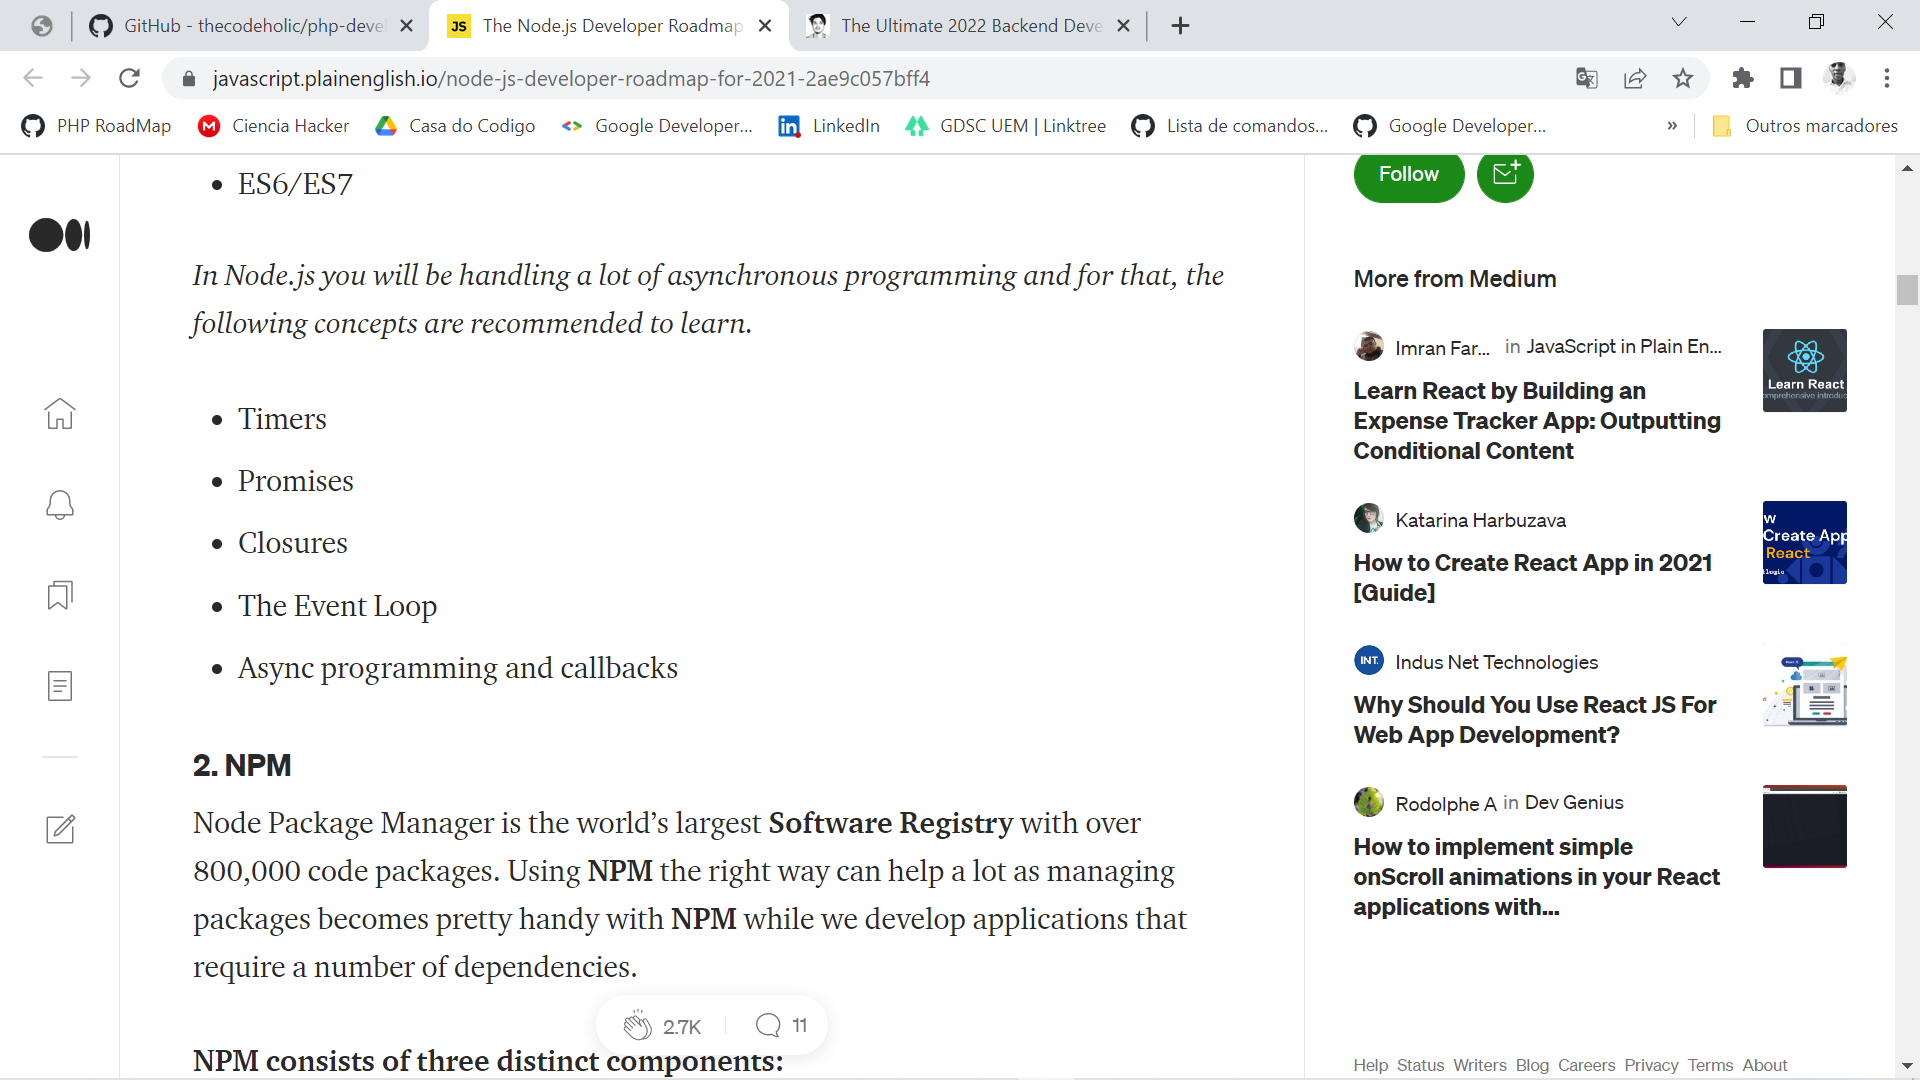 GitHub - thecodeholic/php-devel
JS The Node.js Developer Roadmap
The Ultimate 2022 Backend Deve
javascript.plainenglish.io/node-js-developer-roadmap-for-2021-2ae9c057bff4
PHP RoadMap
M Ciencia Hacker
Casa do Codigo
Google Developer...
in LinkedIn
GDSC UEM | Linktree
Lista de comandos...
Google Developer...
»
Outros marcadores
• ES6/ES7
In Node.js you will be handling a lot of asynchronous programming and for that, the
following concepts are recommended to learn.
• Timers
• Promises
• Closures
• The Event Loop
• Async programming and callbacks
2. NPM
Node Package Manager is the world’s largest Software Registry with over
800,000 code packages. Using NPM the right way can help a lot as managing
packages becomes pretty handy with NPM while we develop applications that
require a number of dependencies.
2.7K
11
NPM consists of three distinct components:
Follow
More from Medium
Imran Far... in JavaScript in Plain En...
Learn React by Building an
Expense Tracker App: Outputting
Conditional Content
Learn React
omprehensive introduc
Katarina Harbuzava
How to Create React App in 2021
[Guide]
W
Create App
React
logic
INT. Indus Net Technologies
Why Should You Use React JS For
Web App Development?
Rodolphe A in Dev Genius
How to implement simple
onScroll animations in your React
applications with...
Help Status Writers Blog Careers Privacy Terms About